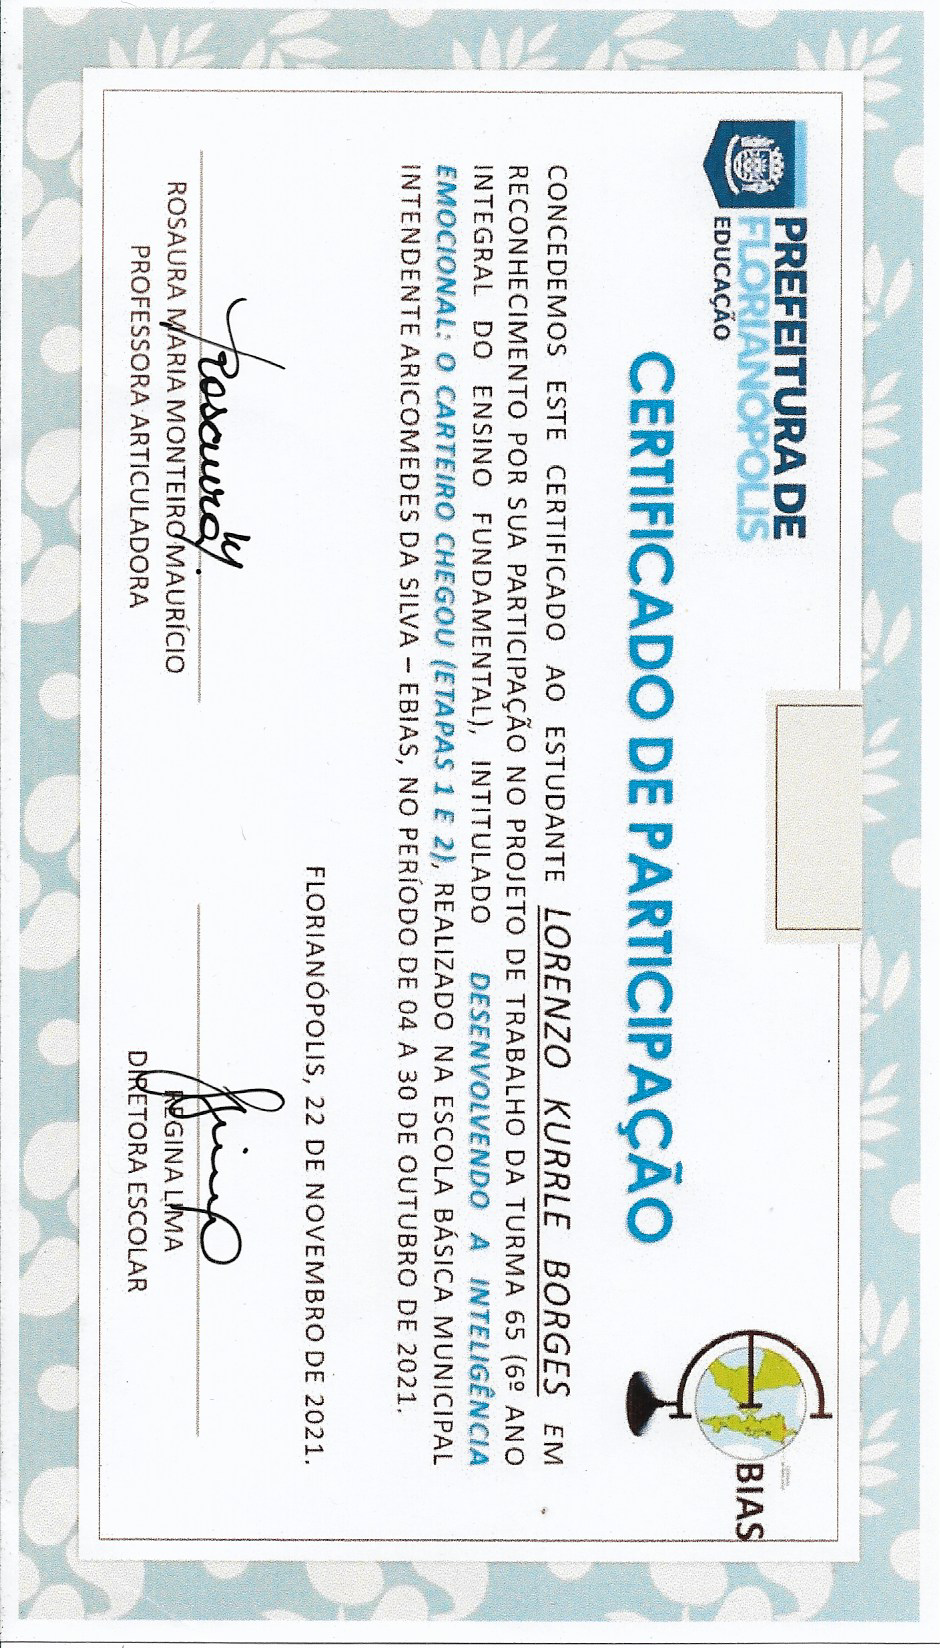 PREFEITURA DE
FLORIANÓPOLIS
EDUCAÇÃO
BIAS
CERTIFICADO DE PARTICIPAÇÃO
CONCEDEMOS ESTE CERTIFICADO AO ESTUDANTE LORENZO KURRLE BORGES EM
RECONHECIMENTO POR SUA PARTICIPAÇÃO NO PROJETO DE TRABALHO DA TURMA 65 (6º ANO
INTEGRAL DO ENSINO FUNDAMENTAL), INTITULADO DESENVOLVENDO A INTELIGÊNCIA
EMOCIONAL: O CARTEIRO CHEGOU (ETAPAS 1 E 2), REALIZADO NA ESCOLA BÁSICA MUNICIPAL
INTENDENTE ARICOMEDES DA SILVA – EBIAS, NO PERÍODO DE 04 A 30 DE OUTUBRO DE 2021.
FLORIANÓPOLIS, 22 DE NOVEMBRO DE 2021.
ROSAURA MARIA MONTEIRO MAURÍCIO
PROFESSORA ARTICULADORA
REGINA LIMA
DIRETORA ESCOLAR